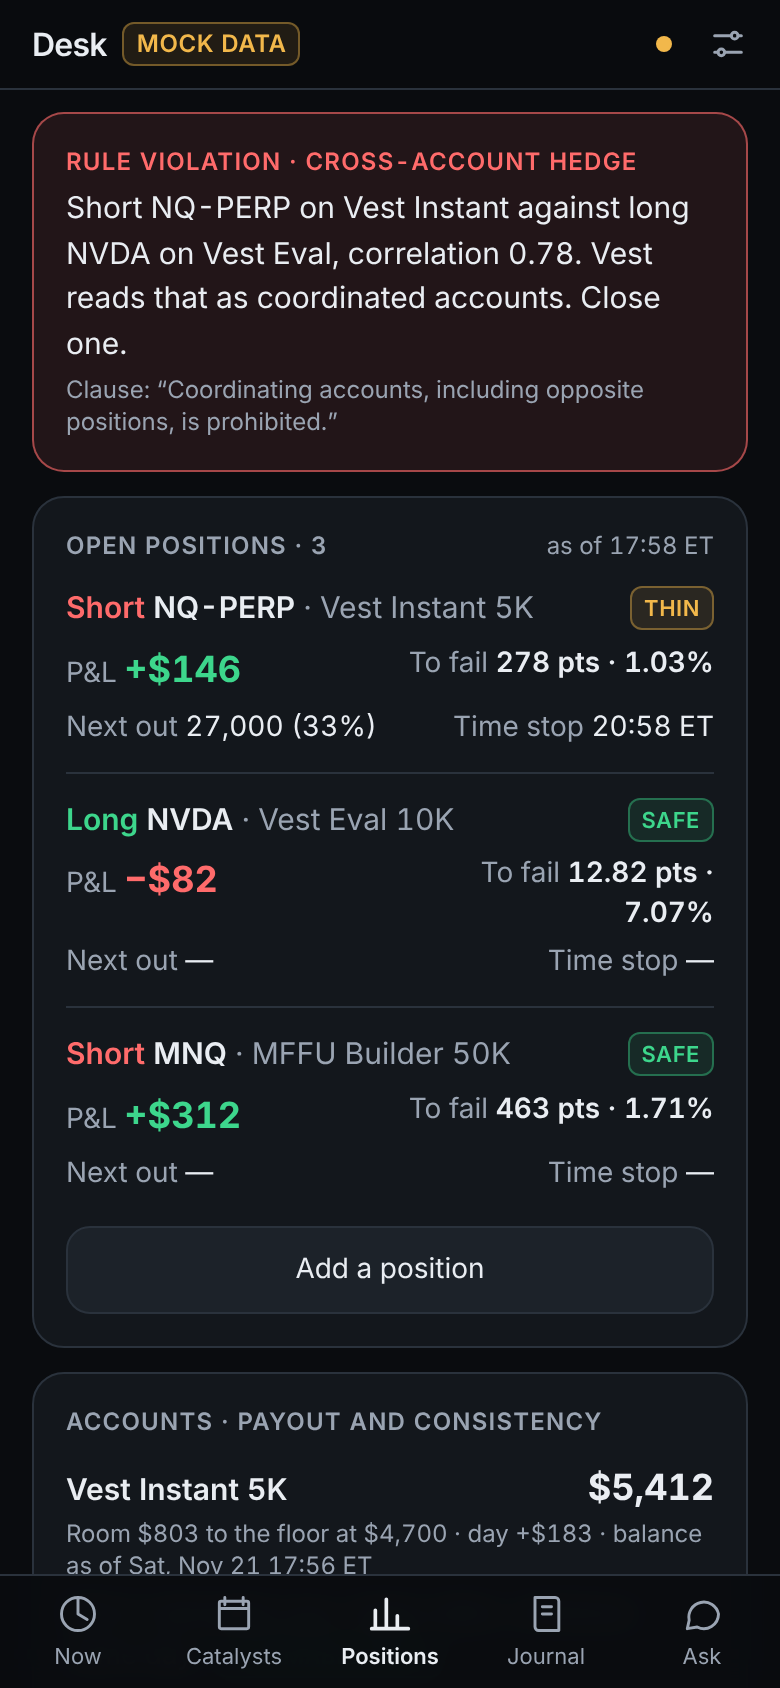 Desk MOCK DATA
RULE VIOLATION · CROSS-ACCOUNT HEDGE
Short NQ-PERP on Vest Instant against long
NVDA on Vest Eval, correlation 0.78. Vest
reads that as coordinated accounts. Close
one.
Clause: “Coordinating accounts, including opposite
positions, is prohibited.”
OPEN POSITIONS · 3 as of 17:58 ET
Short NQ-PERP · Vest Instant 5K THIN
P&L +$146 To fail 278 pts · 1.03%
Next out 27,000 (33%) Time stop 20:58 ET
Long NVDA · Vest Eval 10K SAFE
P&L −$82 To fail 12.82 pts ·
7.07%
Next out — Time stop —
Short MNQ · MFFU Builder 50K SAFE
P&L +$312 To fail 463 pts · 1.71%
Next out — Time stop —
Add a position
ACCOUNTS · PAYOUT AND CONSISTENCY
Vest Instant 5K $5,412
Room $803 to the floor at $4,700 · day +$183 · balance
as of Sat, Nov 21 17:56 ET
Now Catalysts Positions Journal Ask